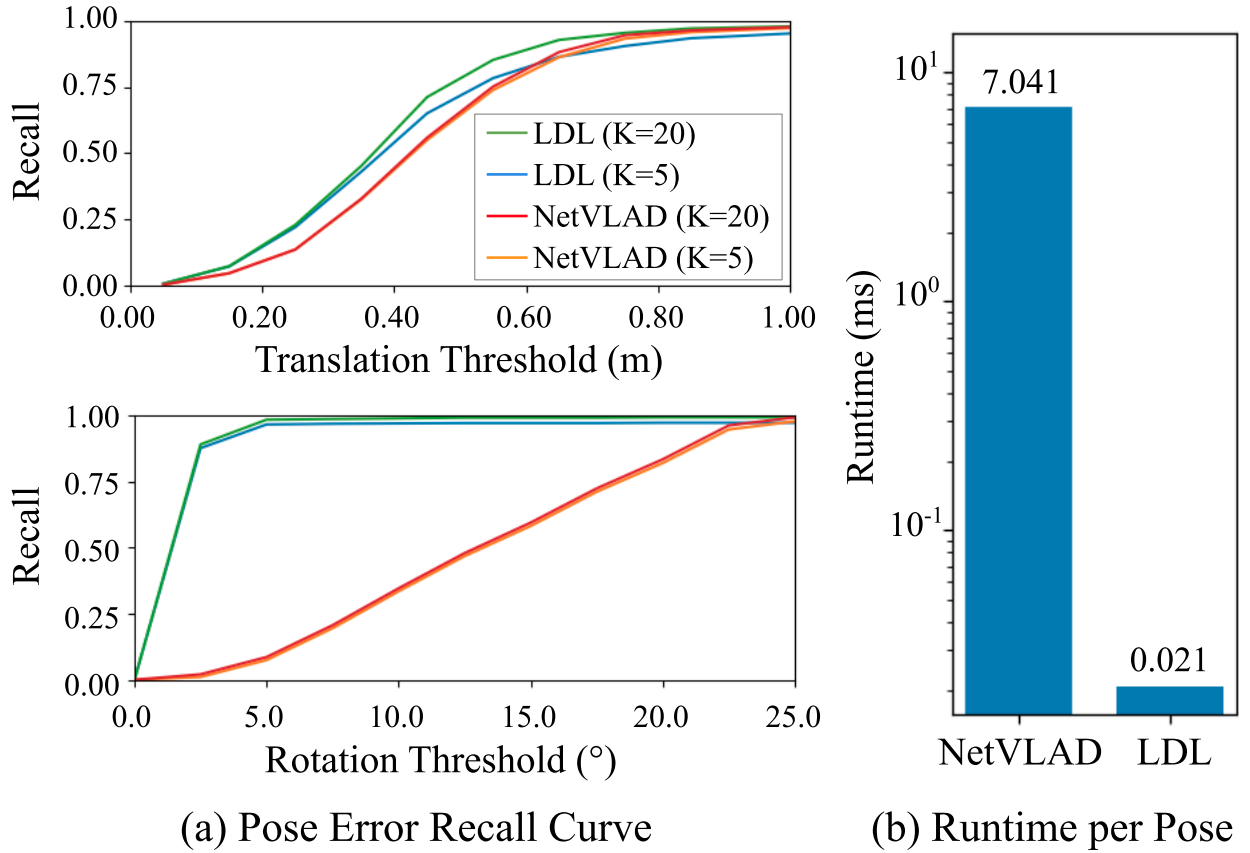 1.00
0.75
0.50
0.25
0.00
Recall
LDL (K=20)
LDL (K=5)
NetVLAD (K=20)
NetVLAD (K=5)
0.00 0.20 0.40 0.60 0.80 1.00
Translation Threshold (m)
1.00
0.75
0.50
0.25
0.00
Recall
0.0 5.0 10.0 15.0 20.0 25.0
Rotation Threshold (°)
(a) Pose Error Recall Curve
10¹
10⁰
10⁻¹
Runtime (ms)
7.041
0.021
NetVLAD LDL
(b) Runtime per Pose